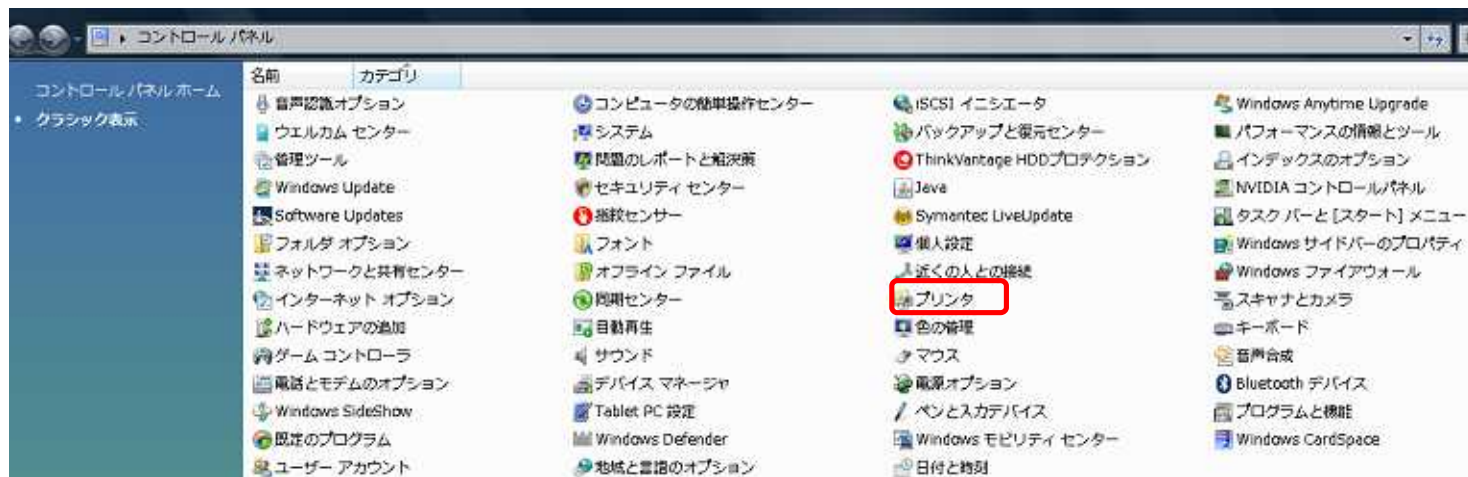 コントロール パネル
コントロール パネル ホーム
クラシック表示
名前 カテゴリ
音声認識オプション
ウエルカム センター
管理ツール
Windows Update
Software Updates
フォルダ オプション
ネットワークと共有センター
インターネット オプション
ハードウェアの追加
ゲーム コントローラ
電話とモデムのオプション
Windows SideShow
既定のプログラム
ユーザー アカウント
コンピュータの簡単操作センター
システム
問題のレポートと解決策
セキュリティ センター
指紋センサー
フォント
オフライン ファイル
同期センター
自動再生
サウンド
デバイス マネージャ
Tablet PC 設定
Windows Defender
地域と言語のオプション
iSCSI イニシエータ
バックアップと復元センター
ThinkVantage HDDプロテクション
Java
Symantec LiveUpdate
個人設定
近くの人との接続
プリンタ
色の管理
マウス
電源オプション
ペンと入力デバイス
Windows モビリティ センター
日付と時刻
Windows Anytime Upgrade
パフォーマンスの情報とツール
インデックスのオプション
NVIDIA コントロールパネル
タスク バーと [スタート] メニュー
Windows サイドバーのプロパティ
Windows ファイアウォール
スキャナとカメラ
キーボード
音声合成
Bluetooth デバイス
プログラムと機能
Windows CardSpace